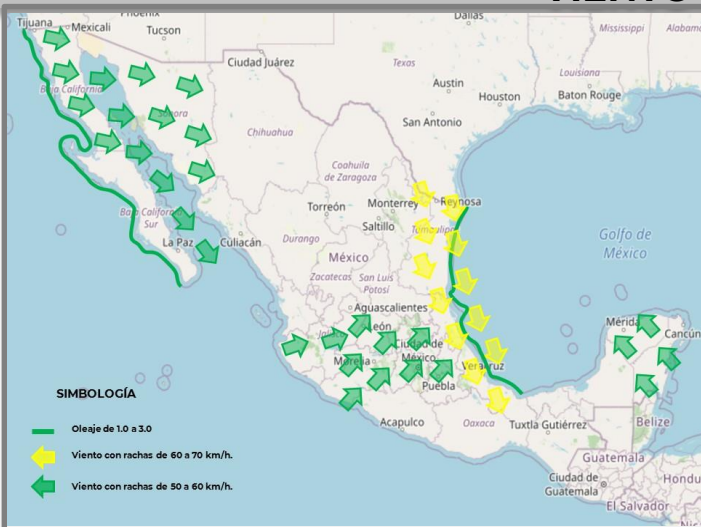 Tijuana
Mexicali
Tucson
Dallas
Mississippi
Ciudad Juárez
Texas
Louisiana
Austin
Houston
Baton Rouge
San Antonio
Baja California
Sonora
Chihuahua
Coahuila
de Zaragoza
Torreón
Monterrey
Reynosa
Saltillo
Tamaulipas
Baja California
Sur
La Paz
Culiacán
Durango
México
Golfo de
México
Zacatecas
San Luis
Potosí
Aguascalientes
León
Jalisco
Ciudad de
México
Morelia
Puebla
Veracruz
Mérida
Cancún
SIMBOLOGÍA
Oleaje de 1.0 a 3.0
Viento con rachas de 60 a 70 km/h.
Viento con rachas de 50 a 60 km/h.
Acapulco
Oaxaca
Tuxtla Gutiérrez
Belize
Guatemala
Ciudad de
Guatemala
El Salvador